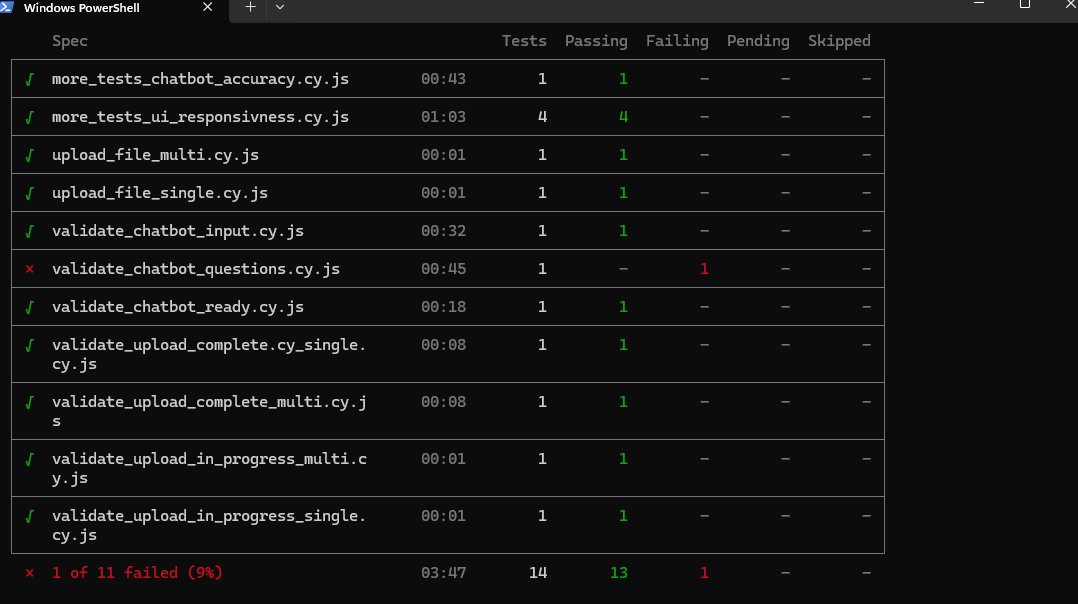 Windows PowerShell
Spec Tests Passing Failing Pending Skipped
√ more_tests_chatbot_accuracy.cy.js 00:43 1 1 - - -
√ more_tests_ui_responsivness.cy.js 01:03 4 4 - - -
√ upload_file_multi.cy.js 00:01 1 1 - - -
√ upload_file_single.cy.js 00:01 1 1 - - -
√ validate_chatbot_input.cy.js 00:32 1 1 - - -
× validate_chatbot_questions.cy.js 00:45 1 - 1 - -
√ validate_chatbot_ready.cy.js 00:18 1 1 - - -
√ validate_upload_complete.cy_single. 00:08 1 1 - - -
cy.js
√ validate_upload_complete_multi.cy.j 00:08 1 1 - - -
s
√ validate_upload_in_progress_multi.c 00:01 1 1 - - -
y.js
√ validate_upload_in_progress_single. 00:01 1 1 - - -
cy.js
× 1 of 11 failed (9%) 03:47 14 13 1 - -